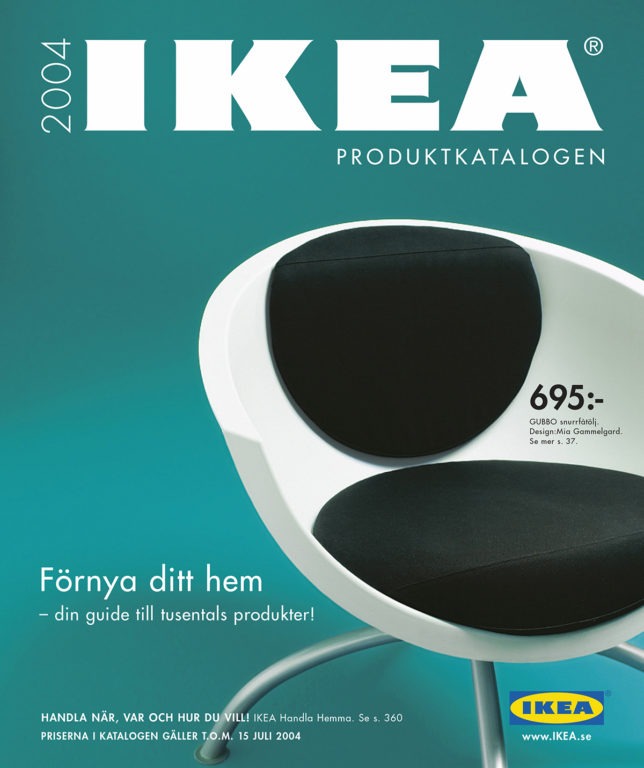 2004
IKEA®
PRODUKTKATALOGEN
695:-
GUBBO snurrfåtölj.
Design:Mia Gammelgard.
Se mer s. 37.
Förnya ditt hem
– din guide till tusentals produkter!
HANDLA NÄR, VAR OCH HUR DU VILL! IKEA Handla Hemma. Se s. 360
PRISERNA I KATALOGEN GÄLLER T.O.M. 15 JULI 2004
IKEA®
www.IKEA.se